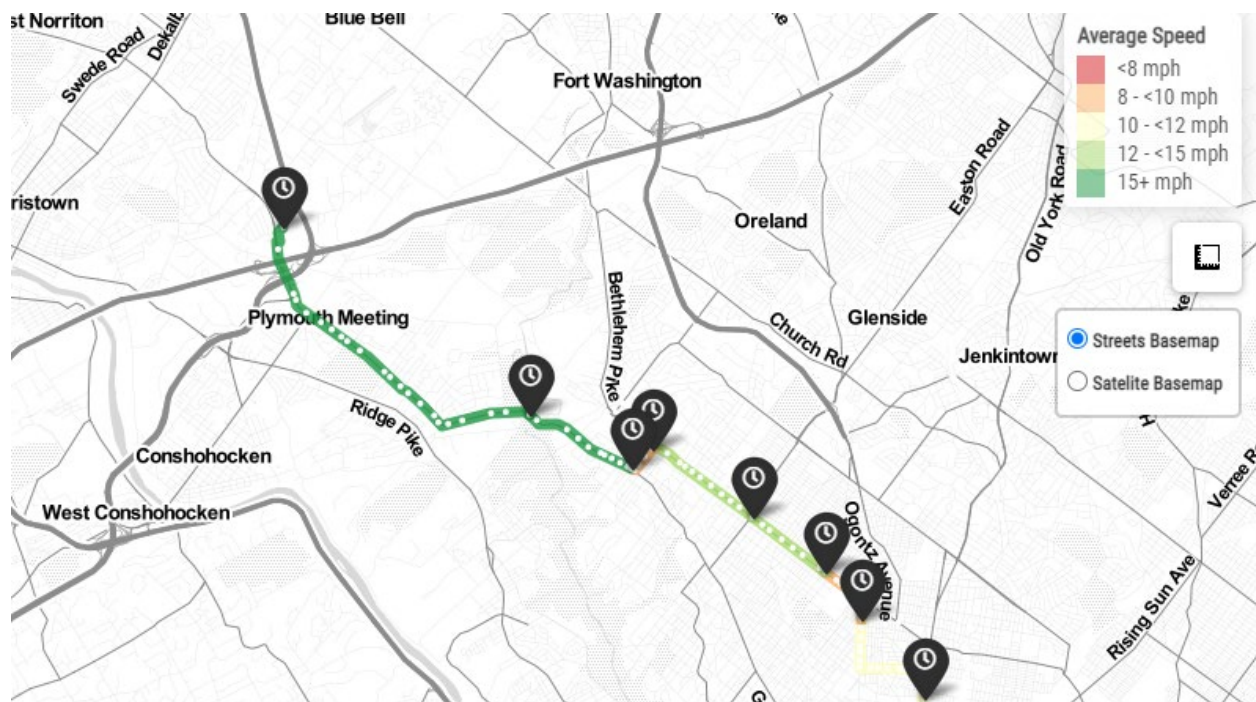 st Norriton
Blue Bell
Swede Road
Fort Washington
Average Speed
<8 mph
8 - <10 mph
10 - <12 mph
12 - <15 mph
15+ mph
Easton Road
Old York Road
ristown
Oreland
Bethlehem Pike
Plymouth Meeting
Church Rd
Glenside
Jenkintown
Streets Basemap
Satelite Basemap
Ridge Pike
Conshohocken
West Conshohocken
Ogontz Avenue
Rising Sun Ave